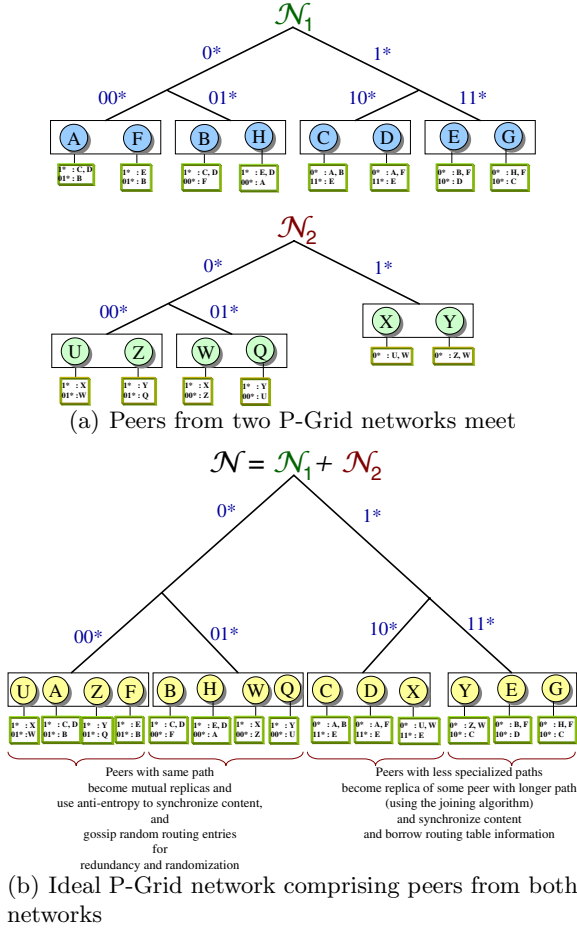 N1
0* 1*
00* 01* 10* 11*
A F B H C D E G
1* : C, D 1* : E 1* : C, D 1* : E, D 0* : A, B 0* : A, F 0* : B, F 0* : H, F
01* : B 01* : B 00* : F 00* : A 11* : E 11* : E 10* : D 10* : C
N2
0* 1*
00* 01*
X Y
U Z W Q
0* : U, W 0* : Z, W
1* : X 1* : Y 1* : X 1* : Y
01* :W 01* : Q 00* : Z 00* : U
(a) Peers from two P-Grid networks meet
N = N1 + N2
0* 1*
00* 01* 10* 11*
U A Z F B H W Q C D X Y E G
1* : X 1* : C, D 1* : Y 1* : E 1* : C, D 1* : E, D 1* : X 1* : Y 0* : A, B 0* : A, F 0* : U, W 0* : Z, W 0* : B, F 0* : H, F
01* :W 01* : B 01* : Q 01* : B 00* : F 00* : A 00* : Z 00* : U 11* : E 11* : E 11* : E 10* : C 10* : D 10* : C
Peers with same path
become mutual replicas and
use anti-entropy to synchronize content,
and
gossip random routing entries
for
redundancy and randomization
Peers with less specialized paths
become replica of some peer with longer path
(using the joining algorithm)
and synchronize content
and borrow routing table information
(b) Ideal P-Grid network comprising peers from both
networks